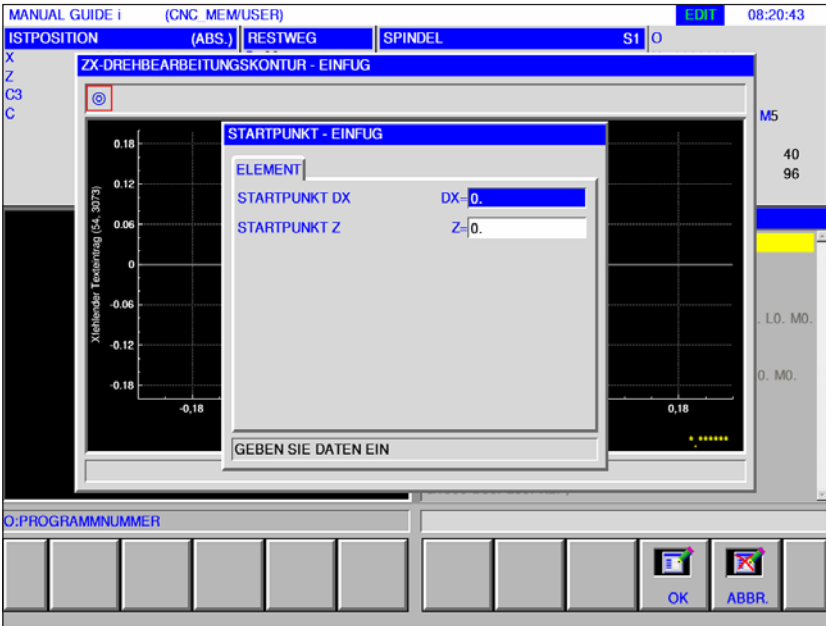 MANUAL GUIDE i (CNC_MEM/USER) EDIT 08:20:43
ISTPOSITION (ABS.) RESTWEG SPINDEL S1 O
X
Z
C3
C
ZX-DREHBEARBEITUNGSKONTUR - EINFUG
M5
40
96
STARTPUNKT - EINFUG
ELEMENT
STARTPUNKT DX DX=0.
STARTPUNKT Z Z=0.
GEBEN SIE DATEN EIN
Xlehlender Texteintrag (54, 3073)
0.18
0.12
0.06
0
-0.06
-0.12
-0.18
-0,18 0,18
*.******
. L0. M0.
0. M0.
O:PROGRAMMNUMMER
OK ABBR.